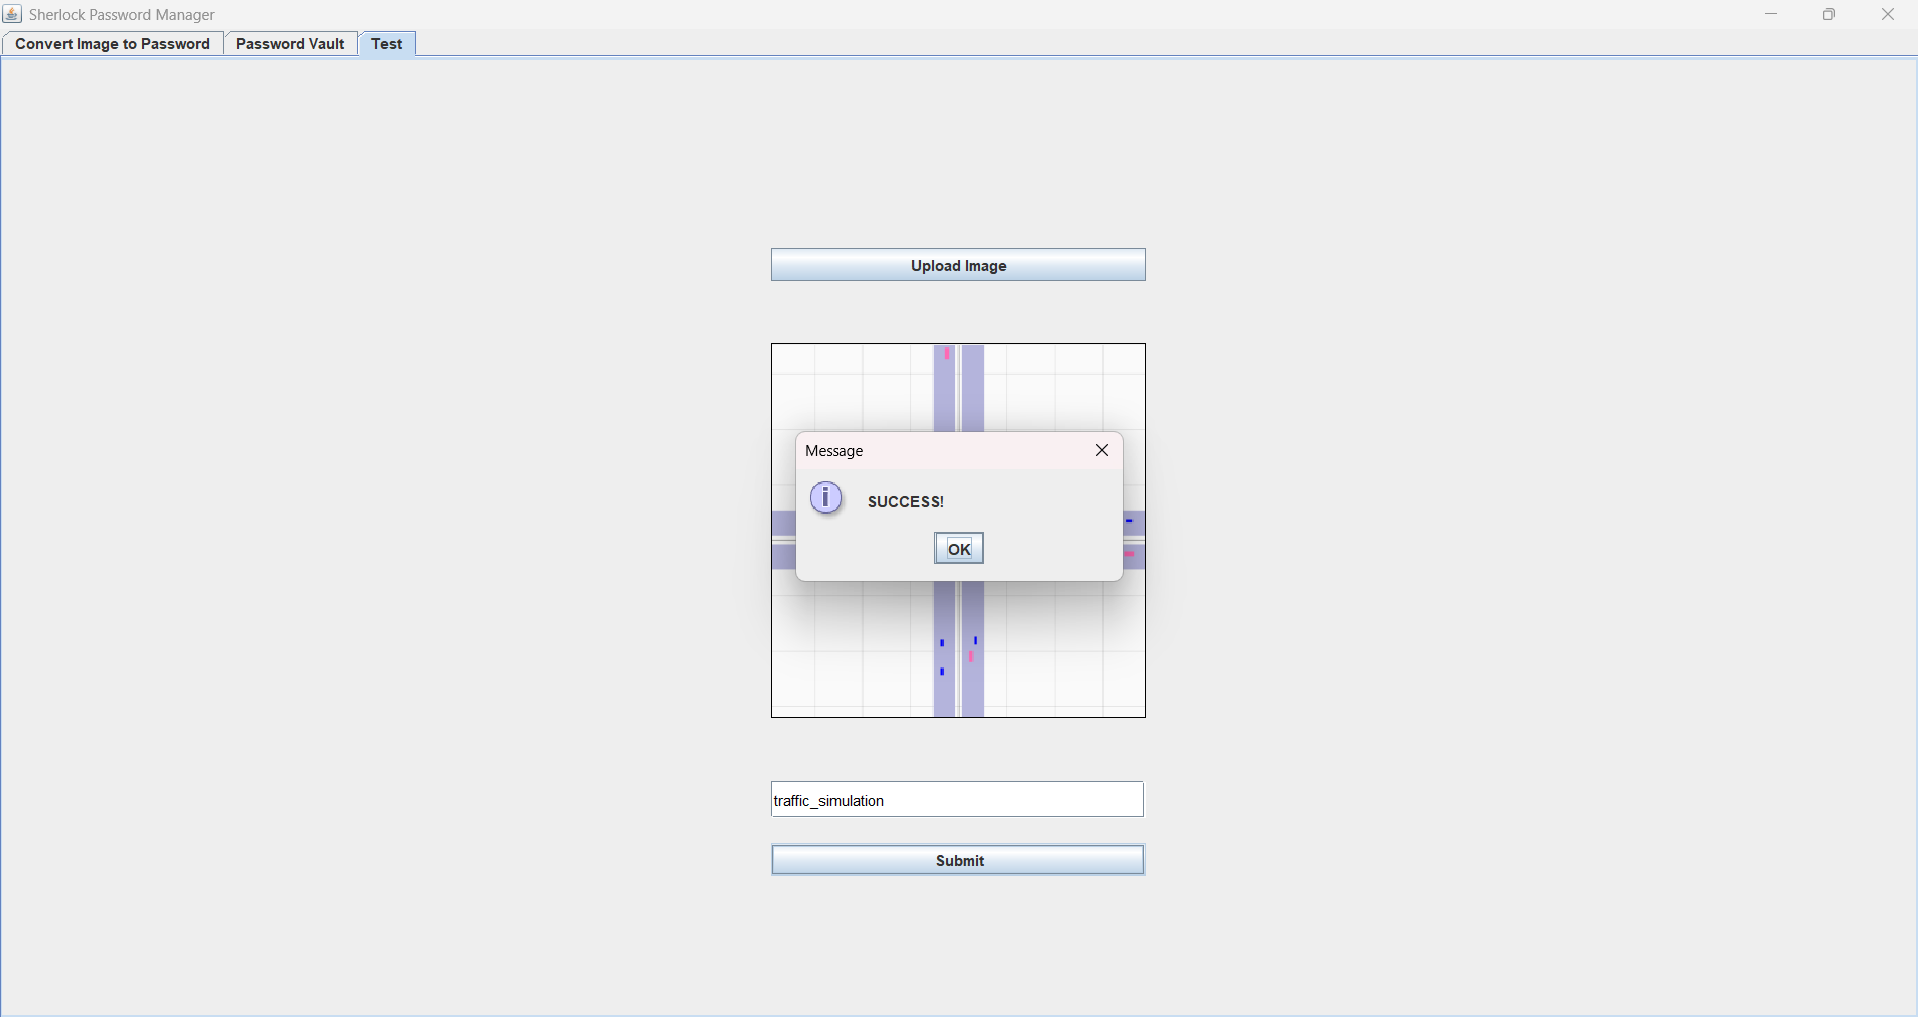 Sherlock Password Manager
Convert Image to Password
Password Vault
Test
Upload Image
Message
i
SUCCESS!
OK
traffic_simulation
Submit